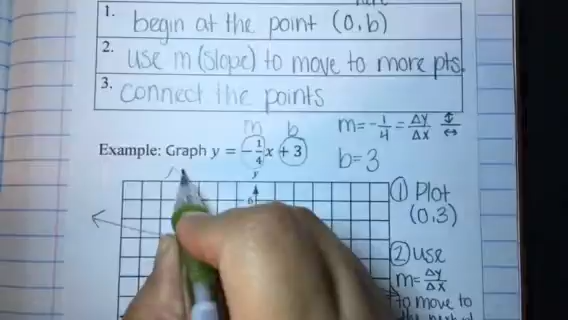 1. begin at the point (0,b)
2. use m (slope) to move to more pts.
3. connect the points
m b
Example: Graph y = -1/4x + 3
m=-1/4=Δy/Δx
b=3
y
6
① Plot
(0,3)
② use
m=Δy/Δx
to move to